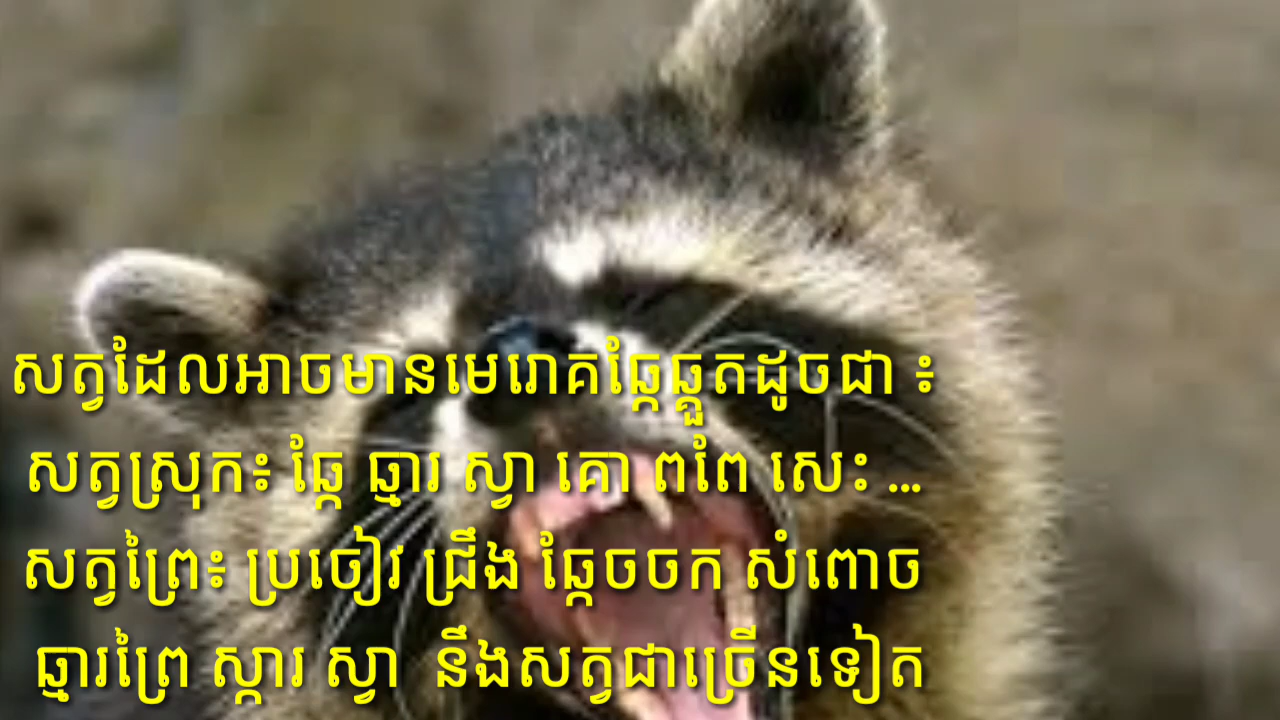 សត្វដែលអាចមានមេរោគឆ្កែឆ្កួតដូចជា ៖
សត្វស្រុក៖ ឆ្កែ ឆ្មារ ស្វា គោ ពពែ សេះ ...
សត្វព្រៃ៖ ប្រចៀវ ជ្រឹង ឆ្កែចចក សំពោច
ឆ្មារព្រៃ ស្ការ ស្វា នឹងសត្វជាច្រើនទៀត